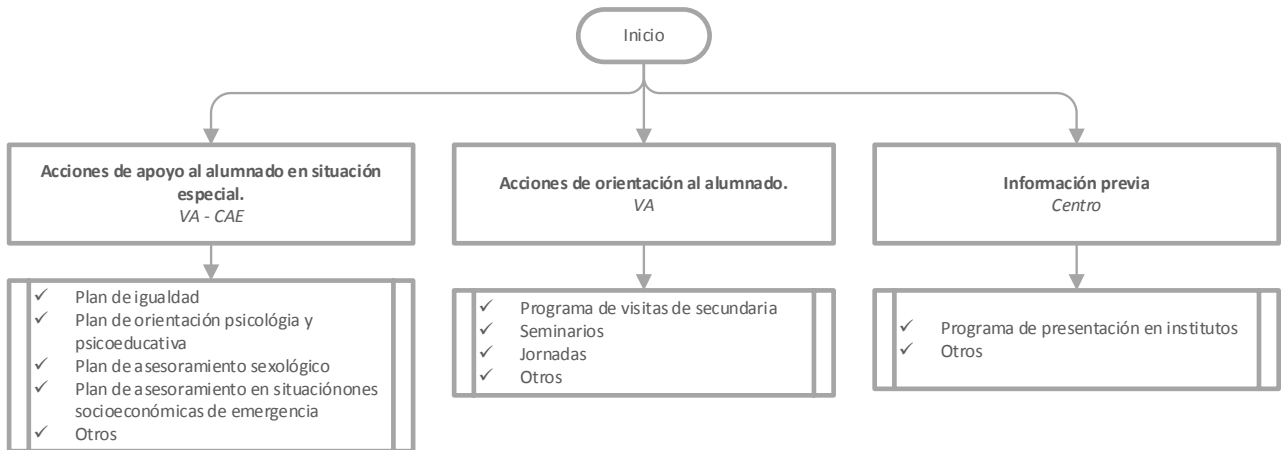 Inicio
Acciones de apoyo al alumnado en situación
especial.
VA - CAE
Acciones de orientación al alumnado.
VA
Información previa
Centro
✓ Plan de igualdad
✓ Plan de orientación psicológia y
psicoeducativa
✓ Plan de asesoramiento sexológico
✓ Plan de asesoramiento en situaciónones
socioeconómicas de emergencia
✓ Otros
✓ Programa de visitas de secundaria
✓ Seminarios
✓ Jornadas
✓ Otros
✓ Programa de presentación en institutos
✓ Otros